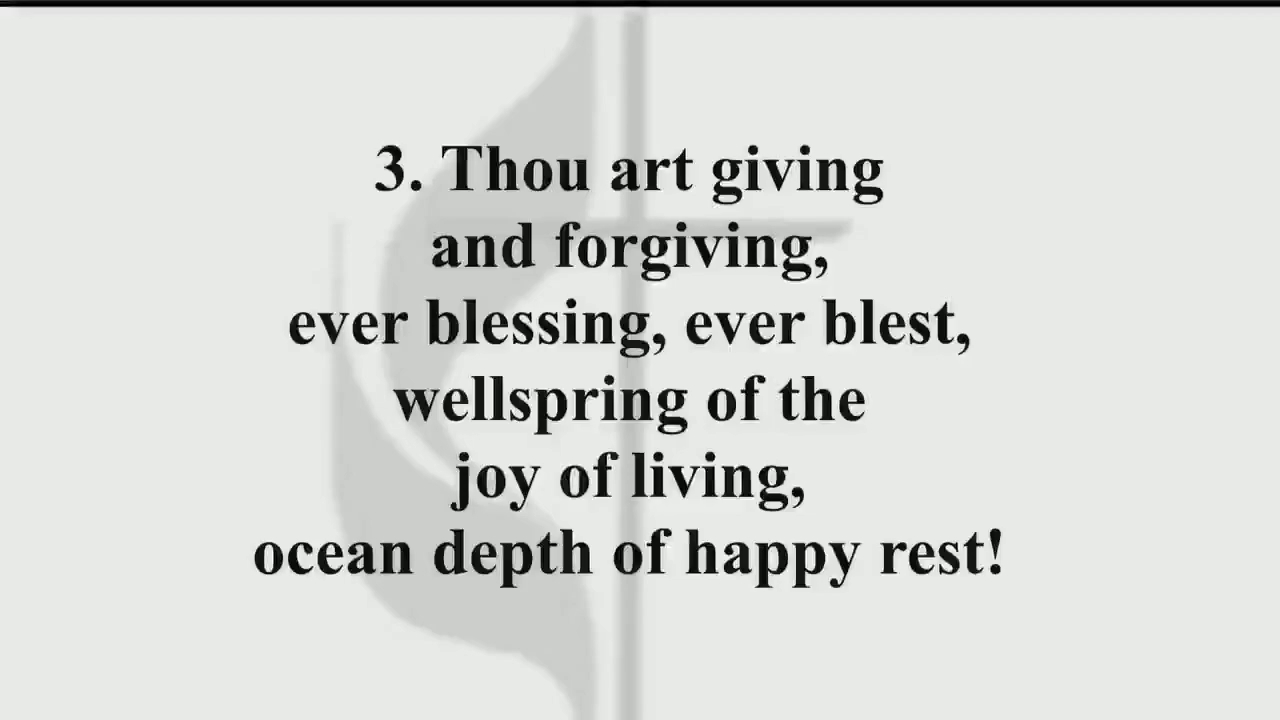 3. Thou art giving
and forgiving,
ever blessing, ever blest,
wellspring of the
joy of living,
ocean depth of happy rest!